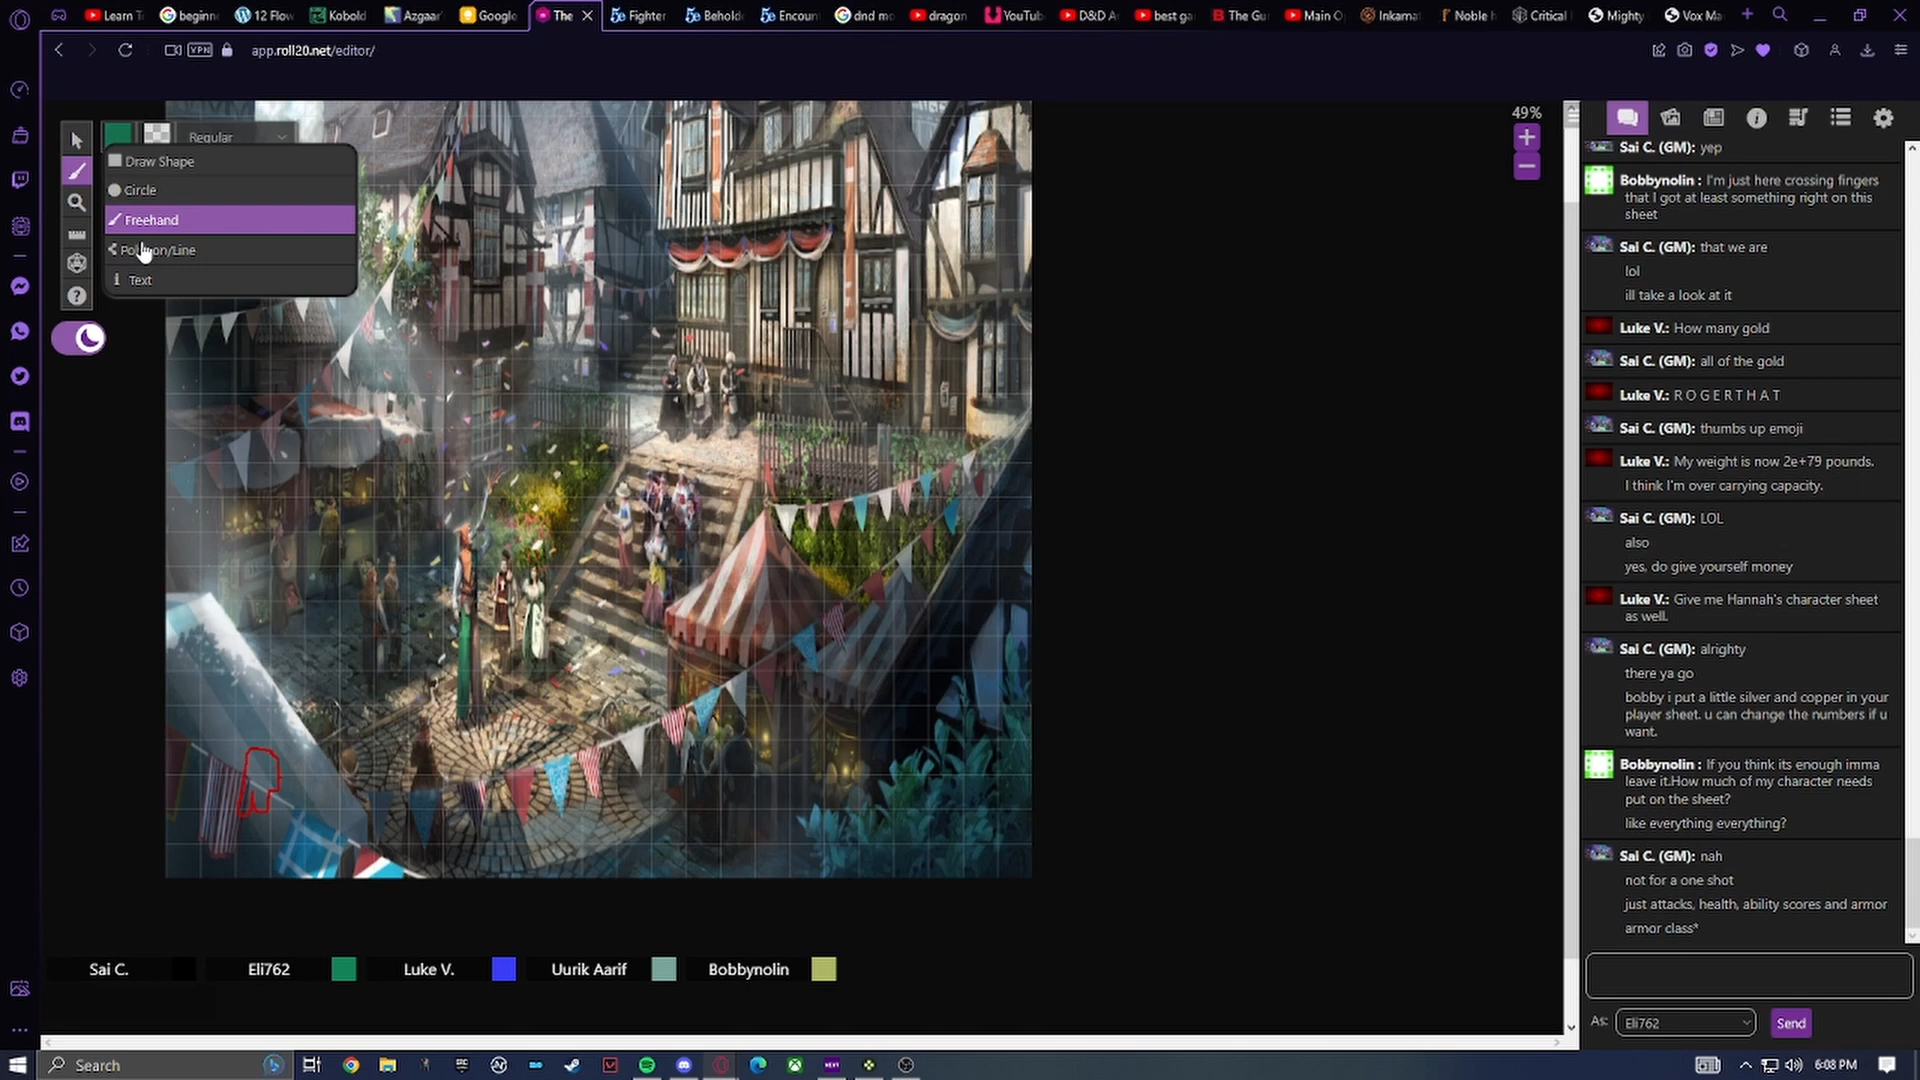 Learn T
beginn
12 Flow
Kobold
Azgaar
Google
The
Fighter
Behold
Encoun
dnd mo
dragon
YouTub
D&D A
best ga
The Gu
Main O
Inkarna
Noble h
Critical
Mighty
Vox Ma
VPN
app.roll20.net/editor/
Regular
Draw Shape
Circle
Freehand
Text
49%
Sai C. (GM): yep
Bobbynolin : I'm just here crossing fingers
that I got at least something right on this
sheet
Sai C. (GM): that we are
lol
ill take a look at it
Luke V.: How many gold
Sai C. (GM): all of the gold
Luke V.: R O G E R T H A T
Sai C. (GM): thumbs up emoji
Luke V.: My weight is now 2e+79 pounds.
I think I'm over carrying capacity.
Sai C. (GM): LOL
also
yes, do give yourself money
Luke V.: Give me Hannah's character sheet
as well.
Sai C. (GM): alrighty
there ya go
bobby i put a little silver and copper in your
player sheet. u can change the numbers if u
want.
Bobbynolin : If you think its enough imma
leave it.How much of my character needs
put on the sheet?
like everything everything?
Sai C. (GM): nah
not for a one shot
just attacks, health, ability scores and armor
armor class*
Sai C.
Eli762
Luke V.
Uurik Aarif
Bobbynolin
As:
Eli762
Send
Search
6:08 PM